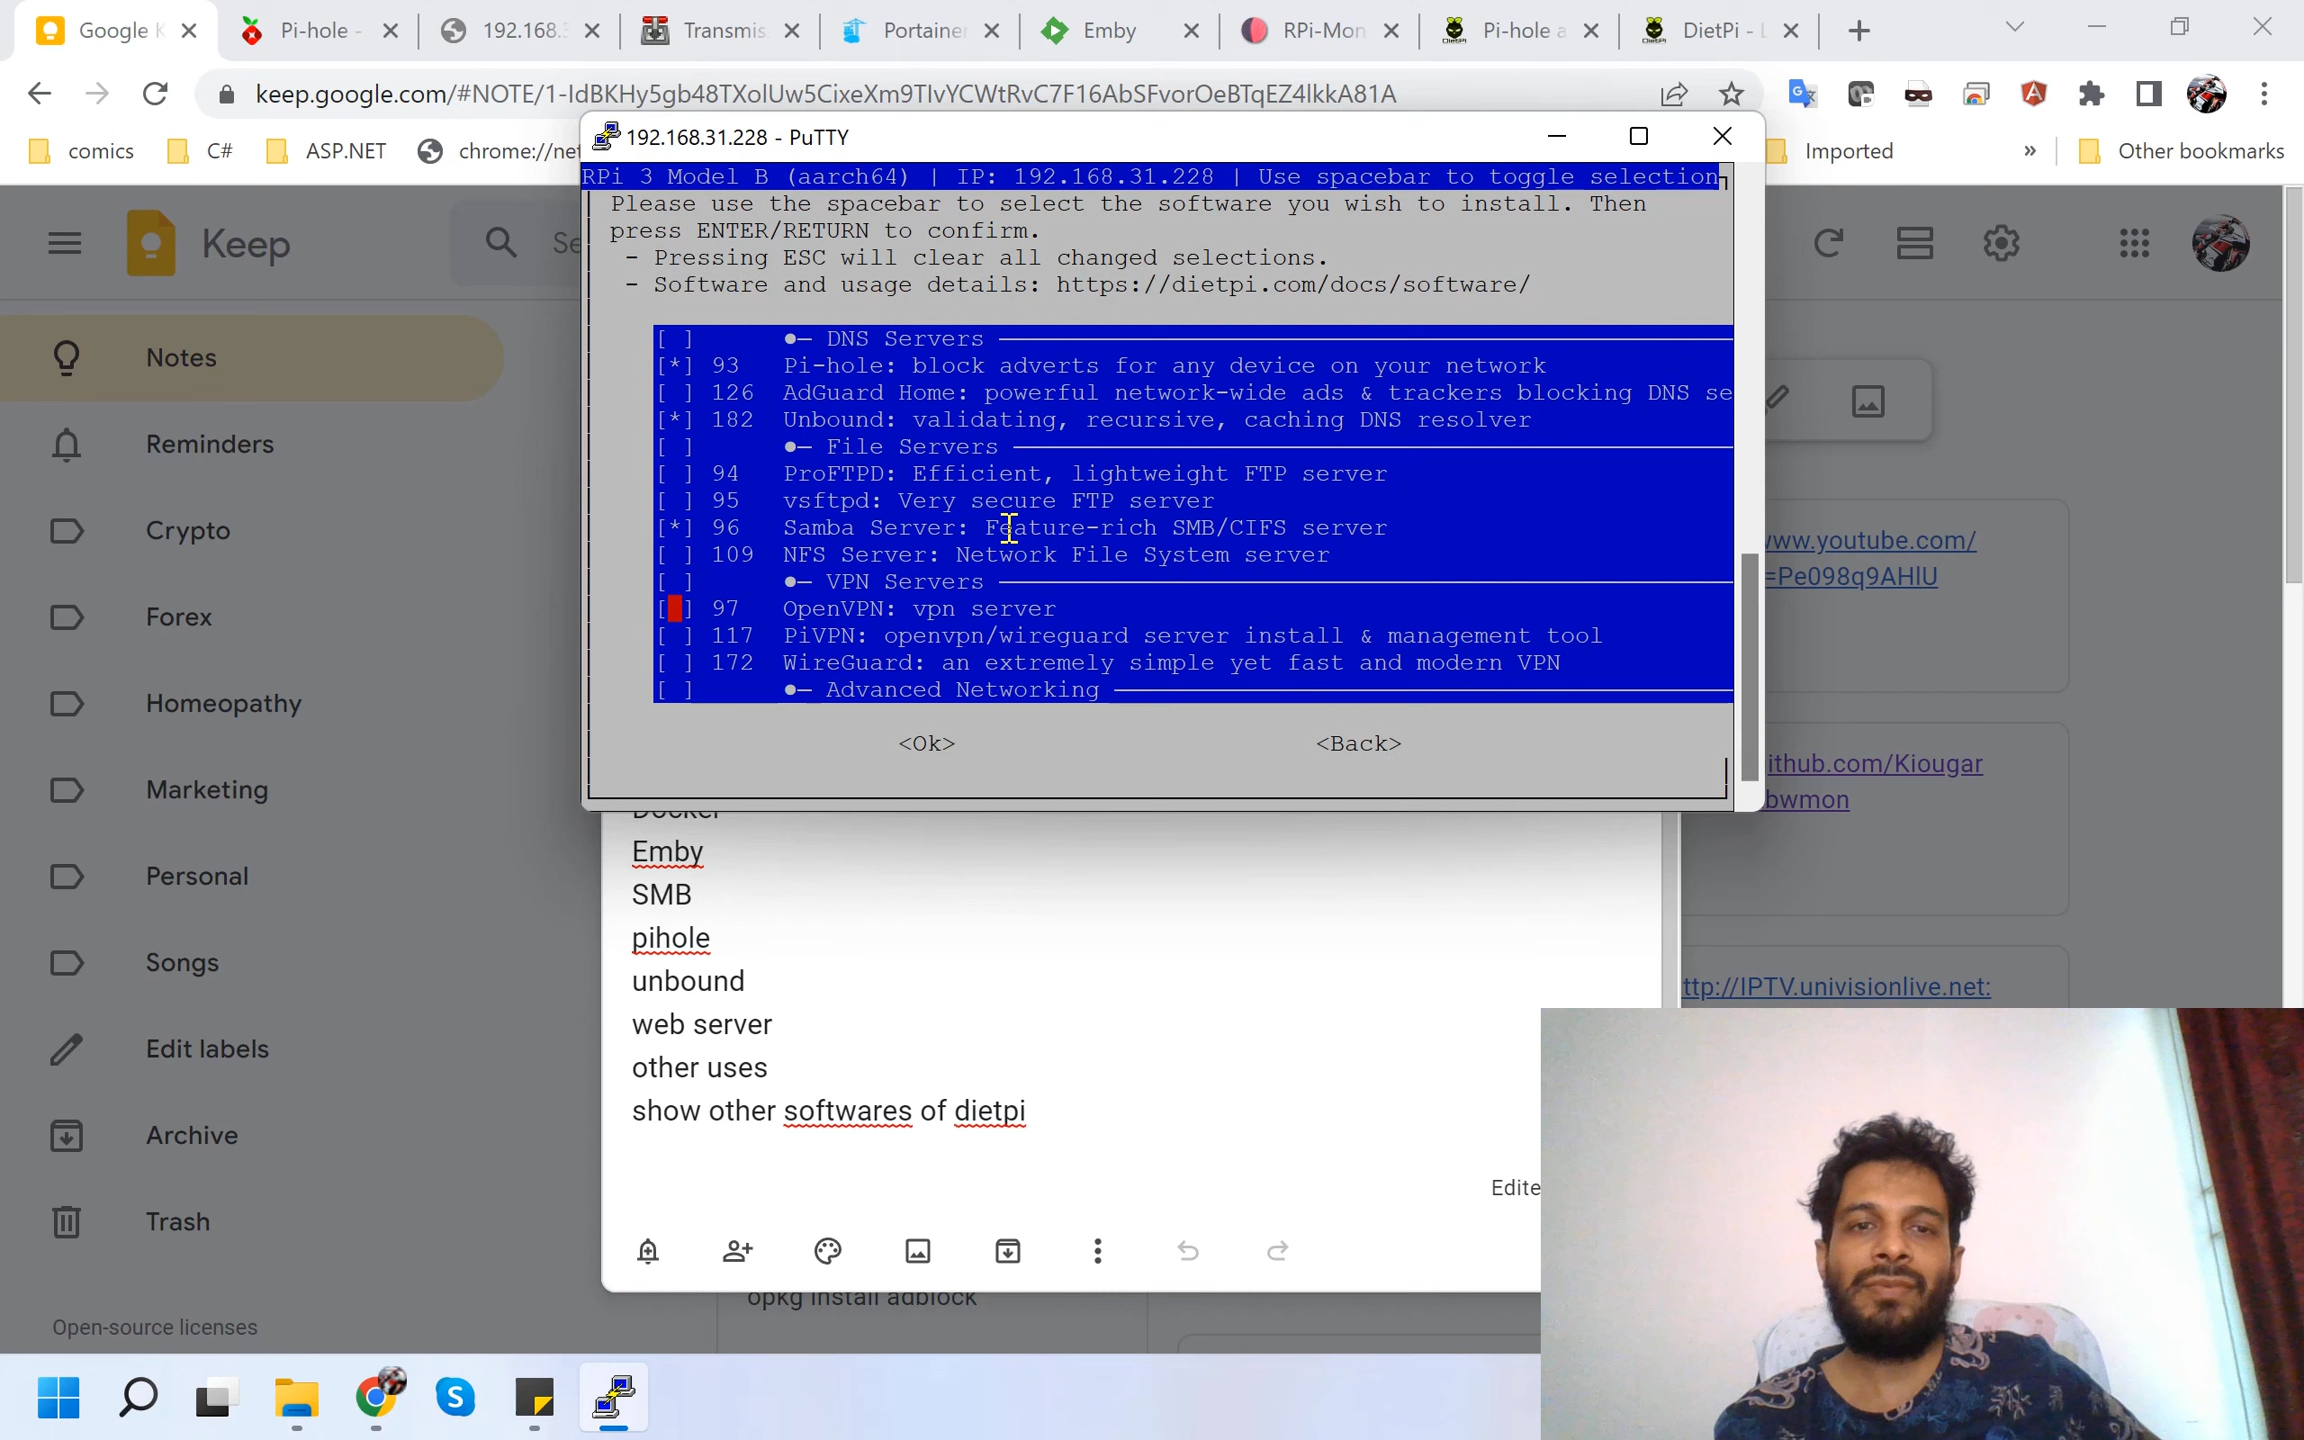 Google K
Pi-hole -
192.168.3
Transmis
Portainer
Emby
RPi-Mon
Pi-hole a
DietPi - L
keep.google.com/#NOTE/1-IdBKHy5gb48TXolUw5CixeXm9TIvYCWtRvC7F16AbSFvorOeBTqEZ4lkkA81A
comics
C#
ASP.NET
chrome://net
Imported
»
Other bookmarks
192.168.31.228 - PuTTY
RPi 3 Model B (aarch64) | IP: 192.168.31.228 | Use spacebar to toggle selection
Please use the spacebar to select the software you wish to install. Then
press ENTER/RETURN to confirm.
- Pressing ESC will clear all changed selections.
- Software and usage details: https://dietpi.com/docs/software/
[ ] ●─ DNS Servers
[*] 93 Pi-hole: block adverts for any device on your network
[ ] 126 AdGuard Home: powerful network-wide ads & trackers blocking DNS se
[*] 182 Unbound: validating, recursive, caching DNS resolver
[ ] ●─ File Servers
[ ] 94 ProFTPD: Efficient, lightweight FTP server
[ ] 95 vsftpd: Very secure FTP server
[*] 96 Samba Server: Feature-rich SMB/CIFS server
[ ] 109 NFS Server: Network File System server
[ ] ●─ VPN Servers
[ ] 97 OpenVPN: vpn server
[ ] 117 PiVPN: openvpn/wireguard server install & management tool
[ ] 172 WireGuard: an extremely simple yet fast and modern VPN
[ ] ●─ Advanced Networking
<Ok> <Back>
Keep
Se
Notes
Reminders
Crypto
Forex
Homeopathy
Marketing
Personal
Songs
Edit labels
Archive
Trash
Open-source licenses
Docker
Emby
SMB
pihole
unbound
web server
other uses
show other softwares of dietpi
Edite
opkg install adblock
www.youtube.com/
=Pe098q9AHlU
ithub.com/Kiougar
bwmon
ttp://IPTV.univisionlive.net: